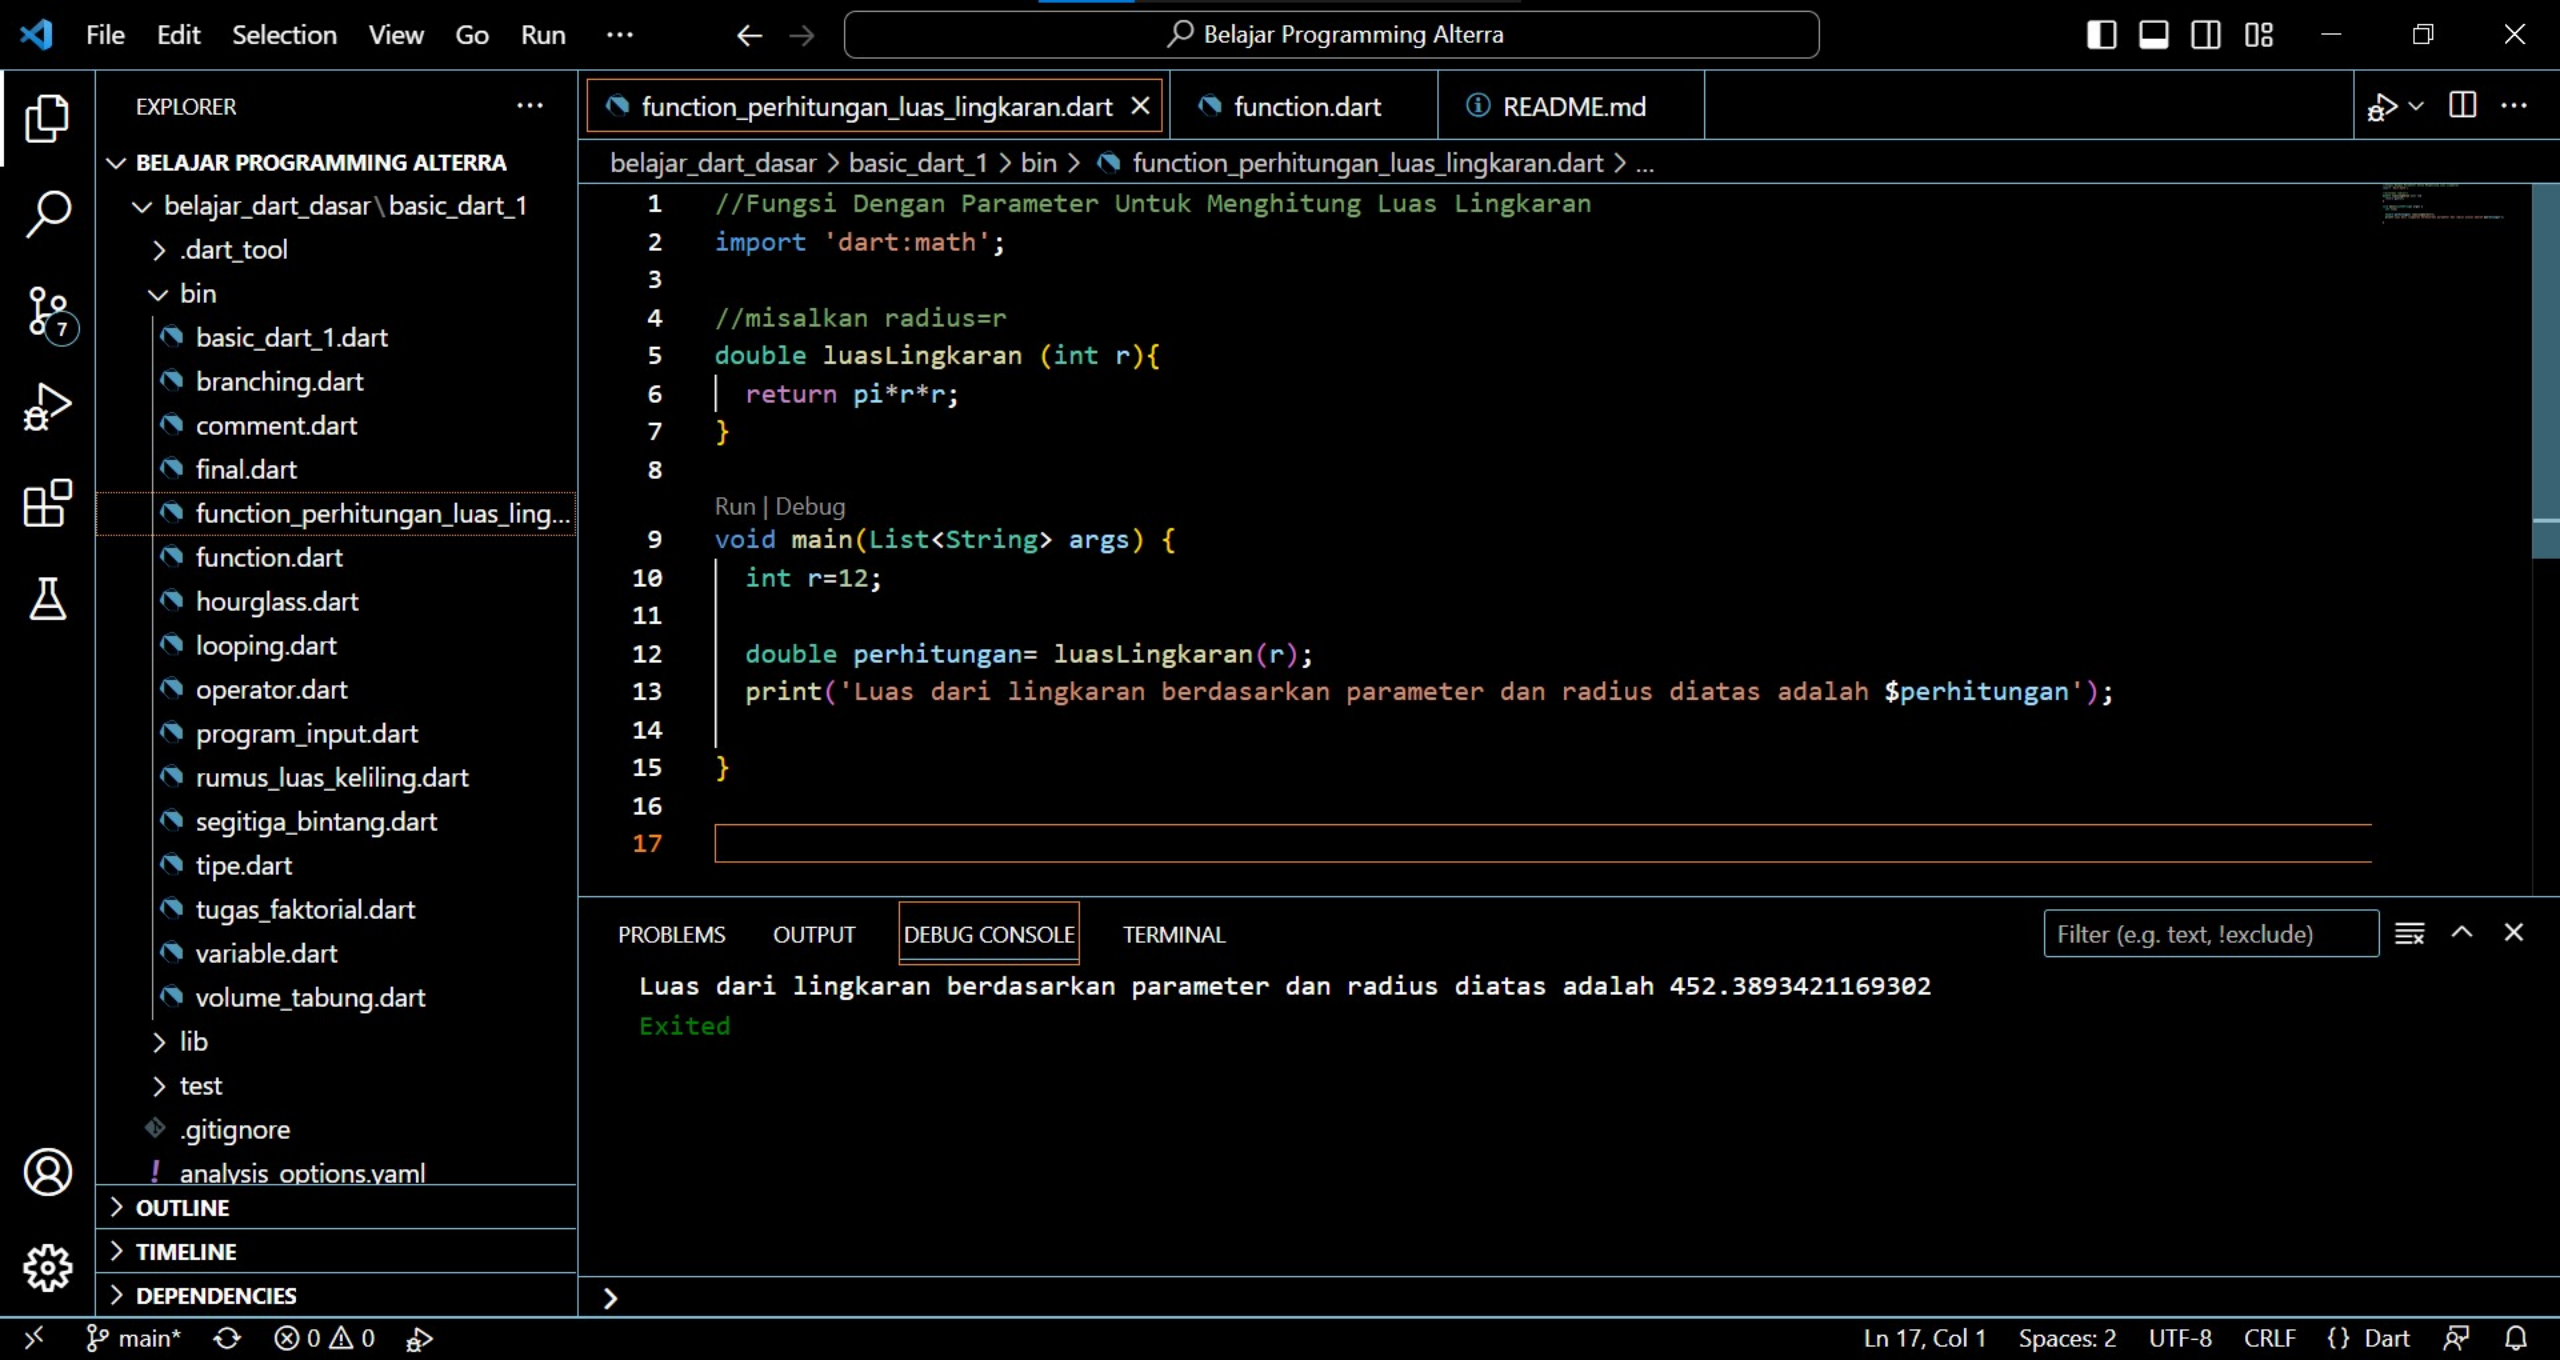 File Edit Selection View Go Run ···
Belajar Programming Alterra
EXPLORER
BELAJAR PROGRAMMING ALTERRA
belajar_dart_dasar\basic_dart_1
.dart_tool
bin
basic_dart_1.dart
branching.dart
comment.dart
final.dart
function_perhitungan_luas_ling...
function.dart
hourglass.dart
looping.dart
operator.dart
program_input.dart
rumus_luas_keliling.dart
segitiga_bintang.dart
tipe.dart
tugas_faktorial.dart
variable.dart
volume_tabung.dart
lib
test
.gitignore
analysis_options.yaml
OUTLINE
TIMELINE
DEPENDENCIES
7
function_perhitungan_luas_lingkaran.dart function.dart README.md
belajar_dart_dasar > basic_dart_1 > bin > function_perhitungan_luas_lingkaran.dart > ...
1 //Fungsi Dengan Parameter Untuk Menghitung Luas Lingkaran
2 import 'dart:math';
3
4 //misalkan radius=r
5 double luasLingkaran (int r){
6 return pi*r*r;
7 }
8
Run | Debug
9 void main(List<String> args) {
10 int r=12;
11
12 double perhitungan= luasLingkaran(r);
13 print('Luas dari lingkaran berdasarkan parameter dan radius diatas adalah $perhitungan');
14
15 }
16
17
PROBLEMS OUTPUT DEBUG CONSOLE TERMINAL Filter (e.g. text, !exclude)
Luas dari lingkaran berdasarkan parameter dan radius diatas adalah 452.3893421169302
Exited
main* 0 0 Ln 17, Col 1 Spaces: 2 UTF-8 CRLF {} Dart